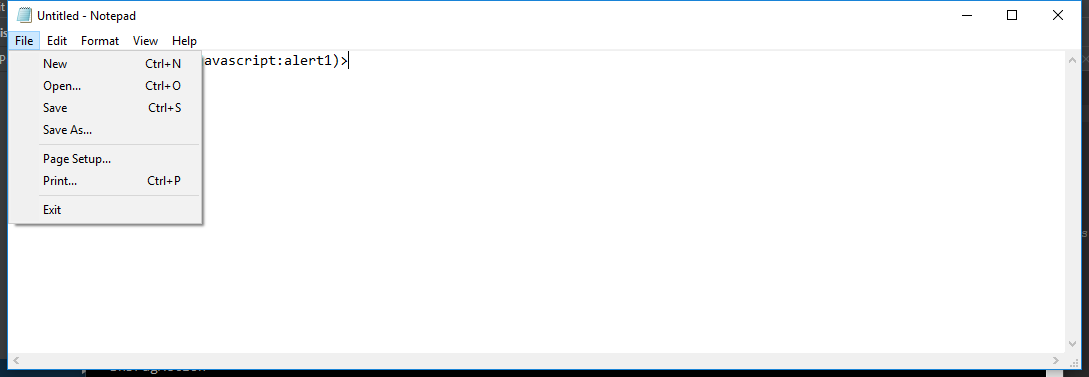 Untitled - Notepad
File Edit Format View Help
New Ctrl+N
avascript:alert1)>
Open... Ctrl+O
Save Ctrl+S
Save As...
Page Setup...
Print... Ctrl+P
Exit